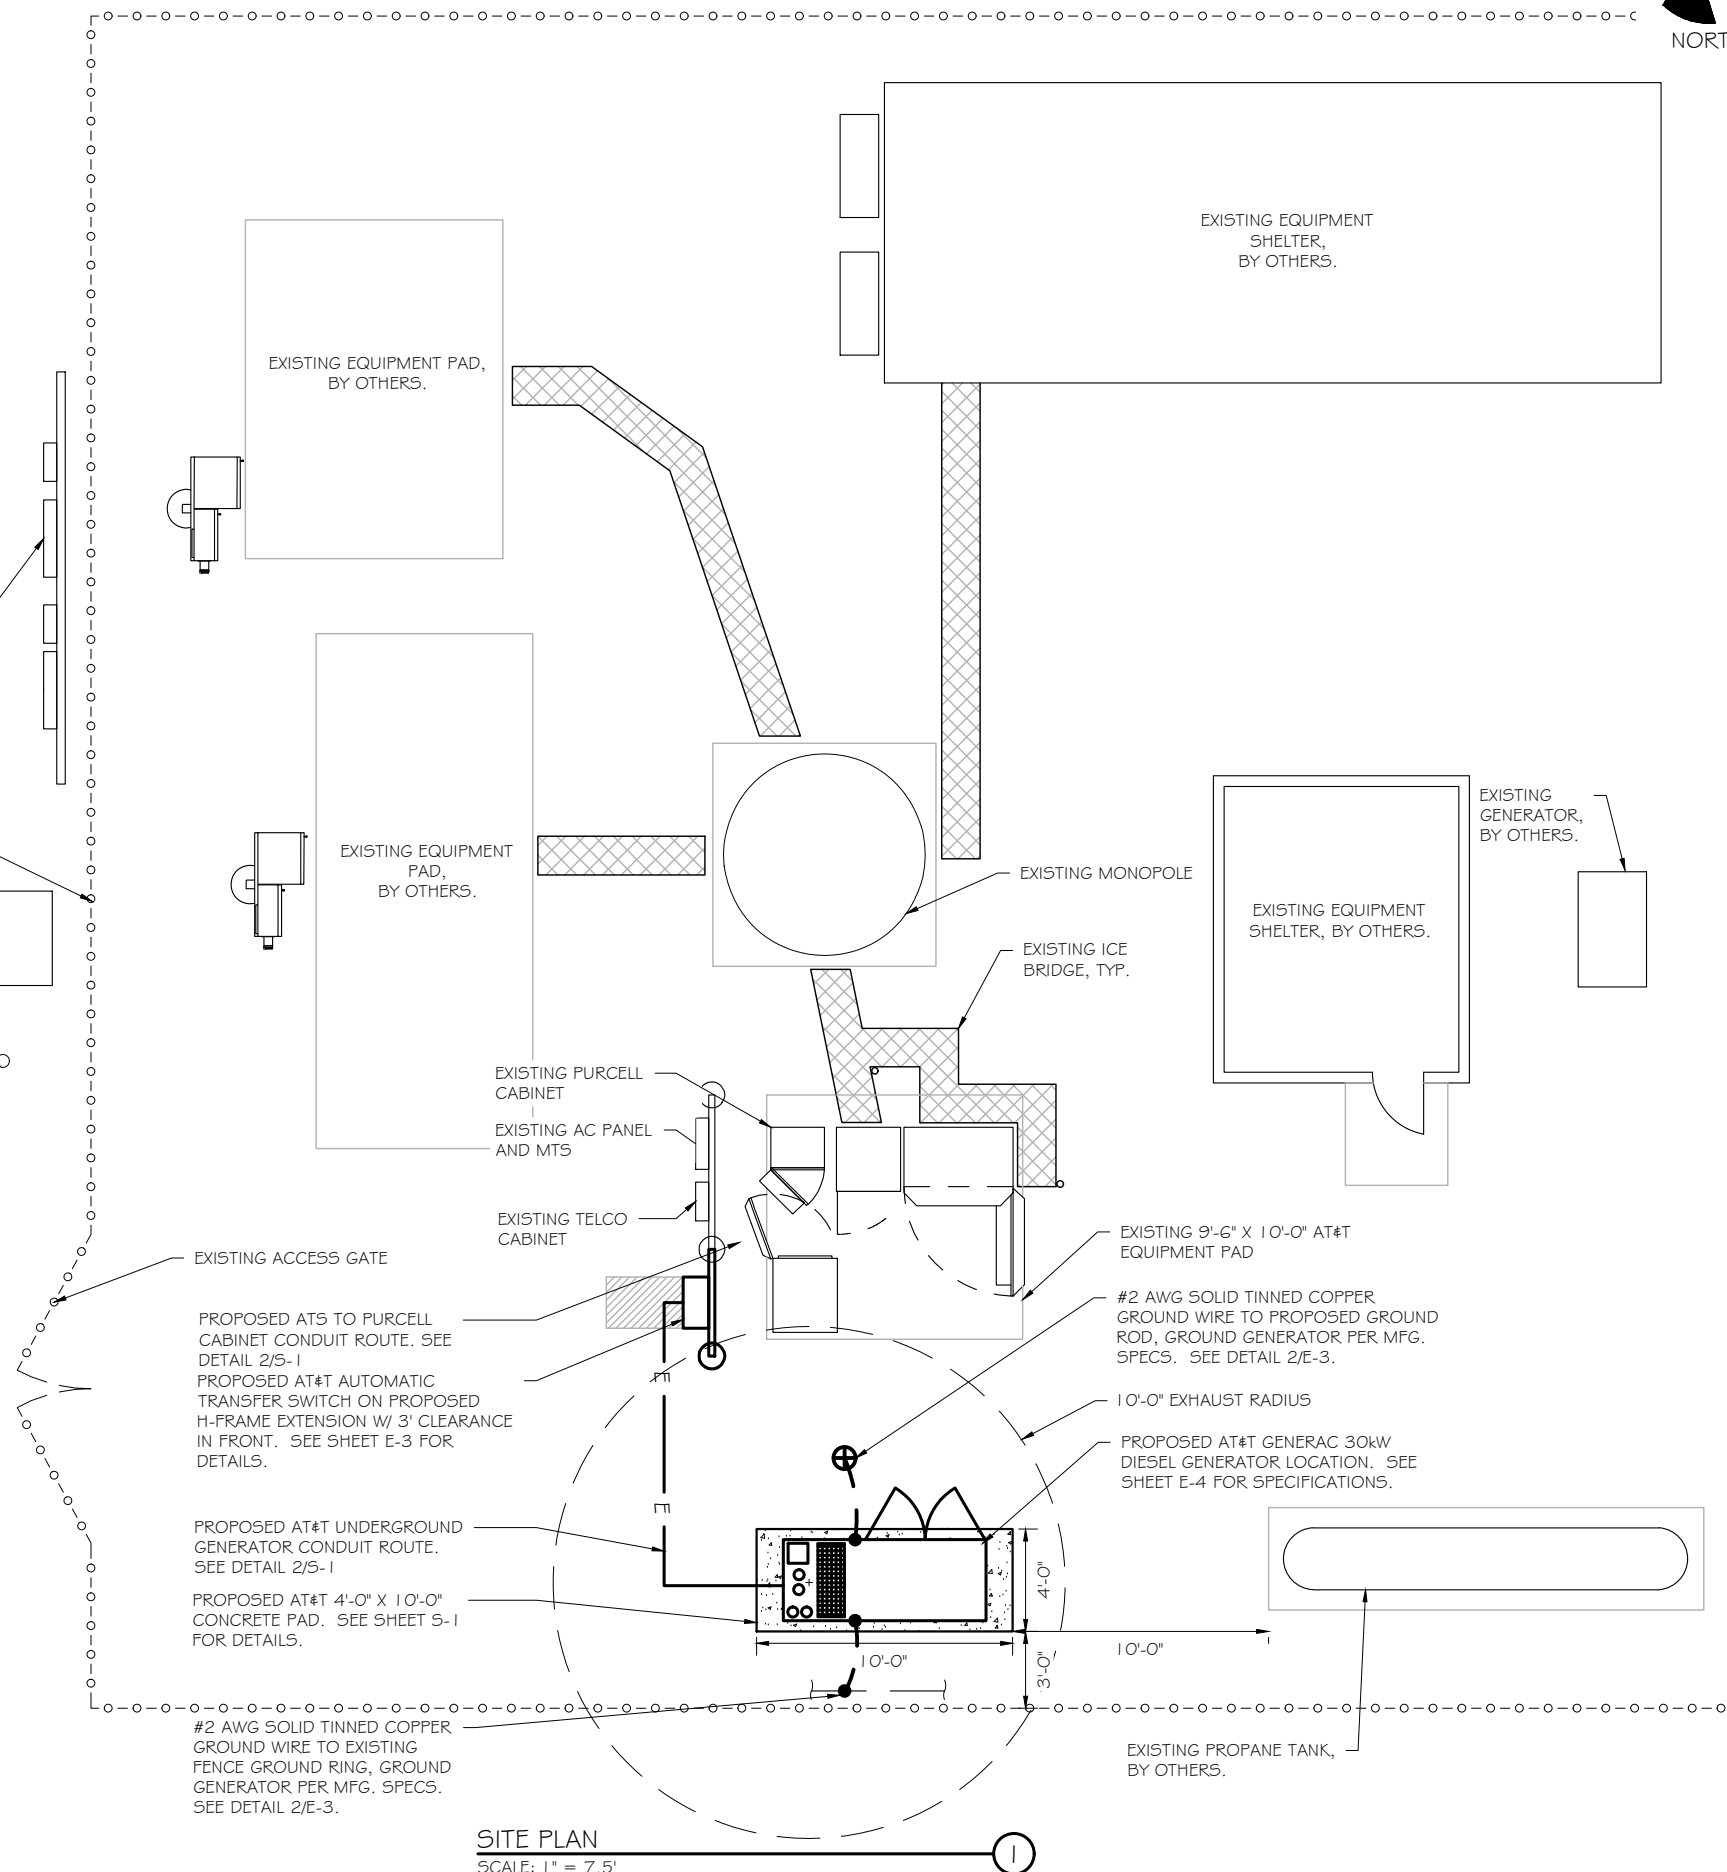 NORT
EXISTING EQUIPMENT
SHELTER,
BY OTHERS.
EXISTING EQUIPMENT PAD,
BY OTHERS.
EXISTING
GENERATOR,
BY OTHERS.
EXISTING EQUIPMENT
PAD,
BY OTHERS.
EXISTING MONOPOLE
EXISTING EQUIPMENT
SHELTER, BY OTHERS.
EXISTING ICE
BRIDGE, TYP.
EXISTING PURCELL
CABINET
EXISTING AC PANEL
AND MTS
EXISTING TELCO
CABINET
EXISTING 9'-6" X 10'-0" AT&T
EQUIPMENT PAD
EXISTING ACCESS GATE
#2 AWG SOLID TINNED COPPER
GROUND WIRE TO PROPOSED GROUND
ROD, GROUND GENERATOR PER MFG.
SPECS. SEE DETAIL 2/E-3.
PROPOSED ATS TO PURCELL
CABINET CONDUIT ROUTE. SEE
DETAIL 2/S-1
PROPOSED AT&T AUTOMATIC
TRANSFER SWITCH ON PROPOSED
H-FRAME EXTENSION W/ 3' CLEARANCE
IN FRONT. SEE SHEET E-3 FOR
DETAILS.
E
10'-0" EXHAUST RADIUS
PROPOSED AT&T GENERAC 30kW
DIESEL GENERATOR LOCATION. SEE
SHEET E-4 FOR SPECIFICATIONS.
E
PROPOSED AT&T UNDERGROUND
GENERATOR CONDUIT ROUTE.
SEE DETAIL 2/S-1
PROPOSED AT&T 4'-0" X 10'-0"
CONCRETE PAD. SEE SHEET S-1
FOR DETAILS.
4'-0"
10'-0"
10'-0"
3'-0"
#2 AWG SOLID TINNED COPPER
GROUND WIRE TO EXISTING
FENCE GROUND RING, GROUND
GENERATOR PER MFG. SPECS.
SEE DETAIL 2/E-3.
EXISTING PROPANE TANK,
BY OTHERS.
SITE PLAN
1
SCALE: 1" = 7.5'